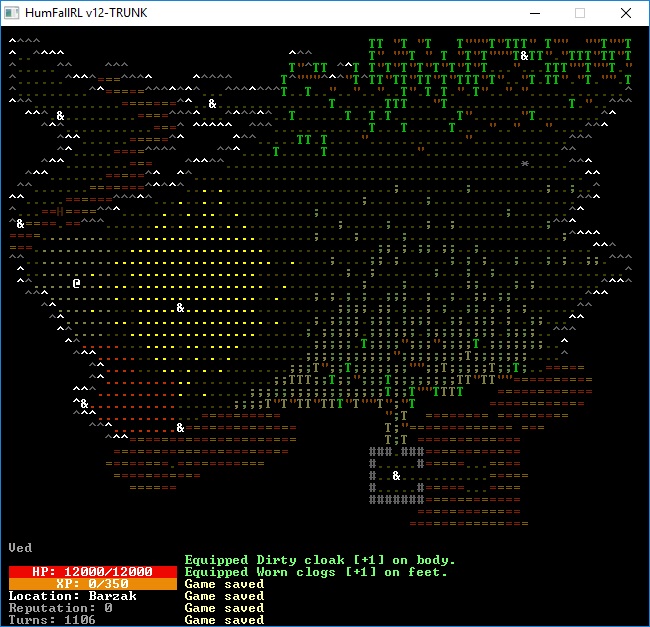 HumFallRL v12-TRUNK
Ved
Equipped Dirty cloak [+1] on body.
HP: 12000/12000
Equipped Worn clogs [+1] on feet.
XP: 0/350
Game saved
Location: Barzak
Game saved
Reputation: 0
Game saved
Turns: 1106
Game saved